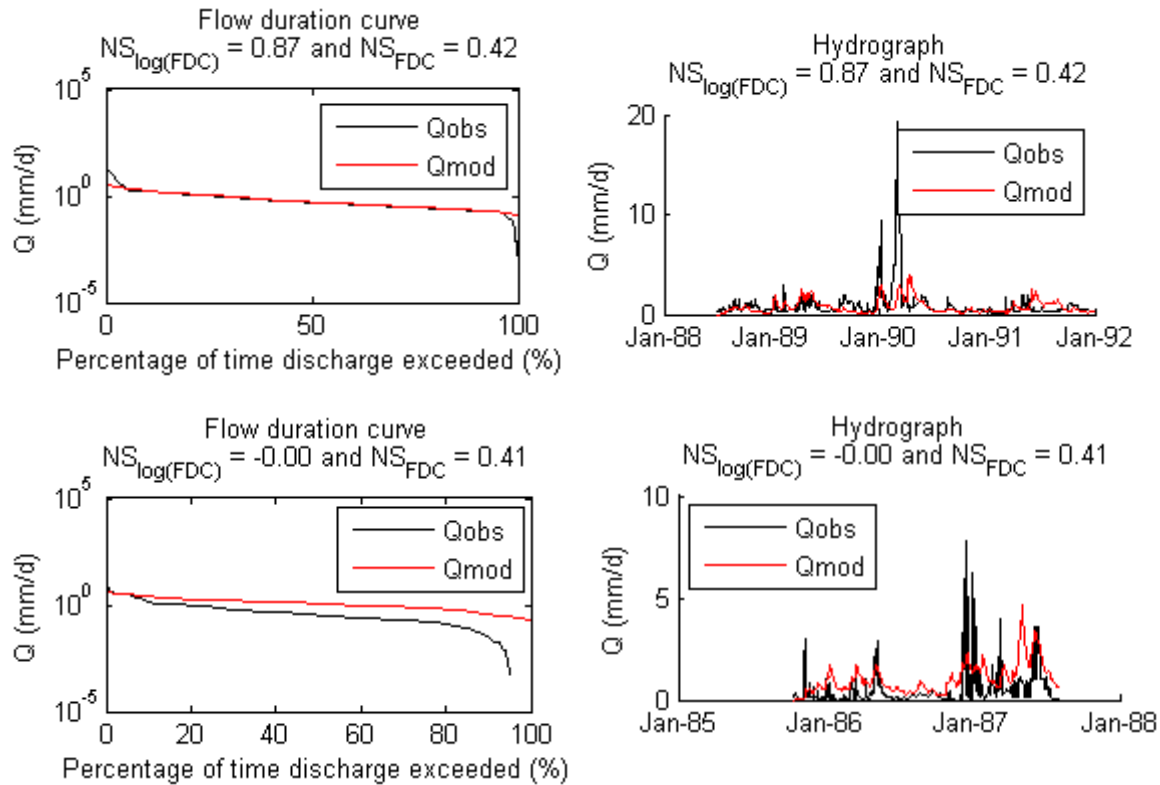 Flow duration curve
NSlog(FDC) = 0.87 and NSFDC = 0.42
10^5
10^0
10^-5
Q (mm/d)
Qobs
Qmod
0 50 100
Percentage of time discharge exceeded (%)
Hydrograph
NSlog(FDC) = 0.87 and NSFDC = 0.42
20
10
0
Q (mm/d)
Qobs
Qmod
Jan-88 Jan-89 Jan-90 Jan-91 Jan-92
Flow duration curve
NSlog(FDC) = -0.00 and NSFDC = 0.41
10^5
10^0
10^-5
Q (mm/d)
Qobs
Qmod
0 20 40 60 80 100
Percentage of time discharge exceeded (%)
Hydrograph
NSlog(FDC) = -0.00 and NSFDC = 0.41
10
5
0
Q (mm/d)
Qobs
Qmod
Jan-85 Jan-86 Jan-87 Jan-88